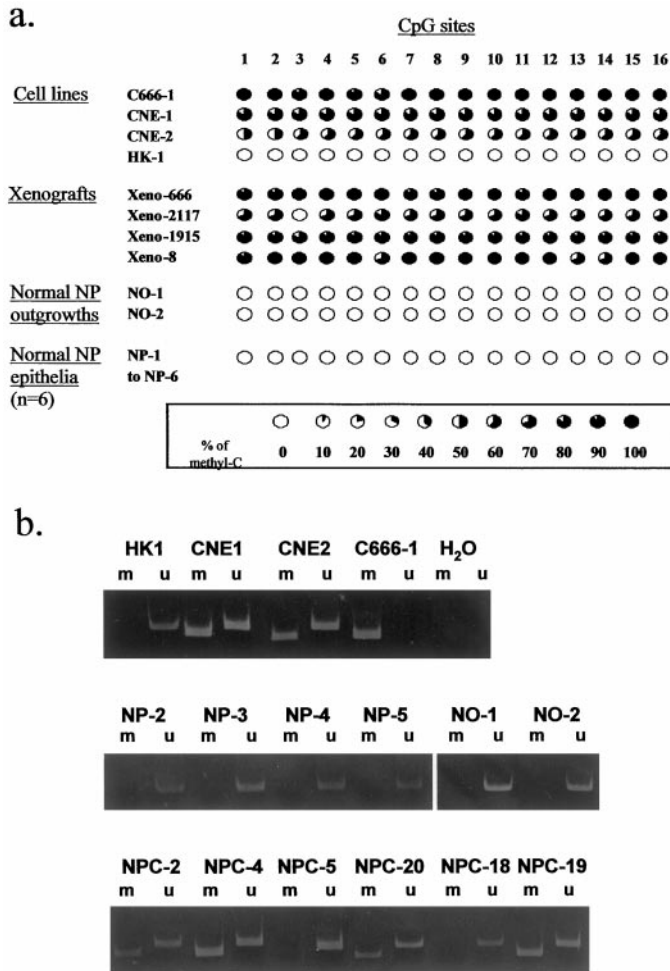 a.
CpG sites
1 2 3 4 5 6 7 8 9 10 11 12 13 14 15 16
Cell lines C666-1
CNE-1
CNE-2
HK-1
Xenografts Xeno-666
Xeno-2117
Xeno-1915
Xeno-8
Normal NP NO-1
outgrowths NO-2
Normal NP NP-1
epithelia to NP-6
(n=6)
% of
methyl-C 0 10 20 30 40 50 60 70 80 90 100
b.
HK1 CNE1 CNE2 C666-1 H2O
m u m u m u m u m u
NP-2 NP-3 NP-4 NP-5 NO-1 NO-2
m u m u m u m u m u m u
NPC-2 NPC-4 NPC-5 NPC-20 NPC-18 NPC-19
m u m u m u m u m u m u